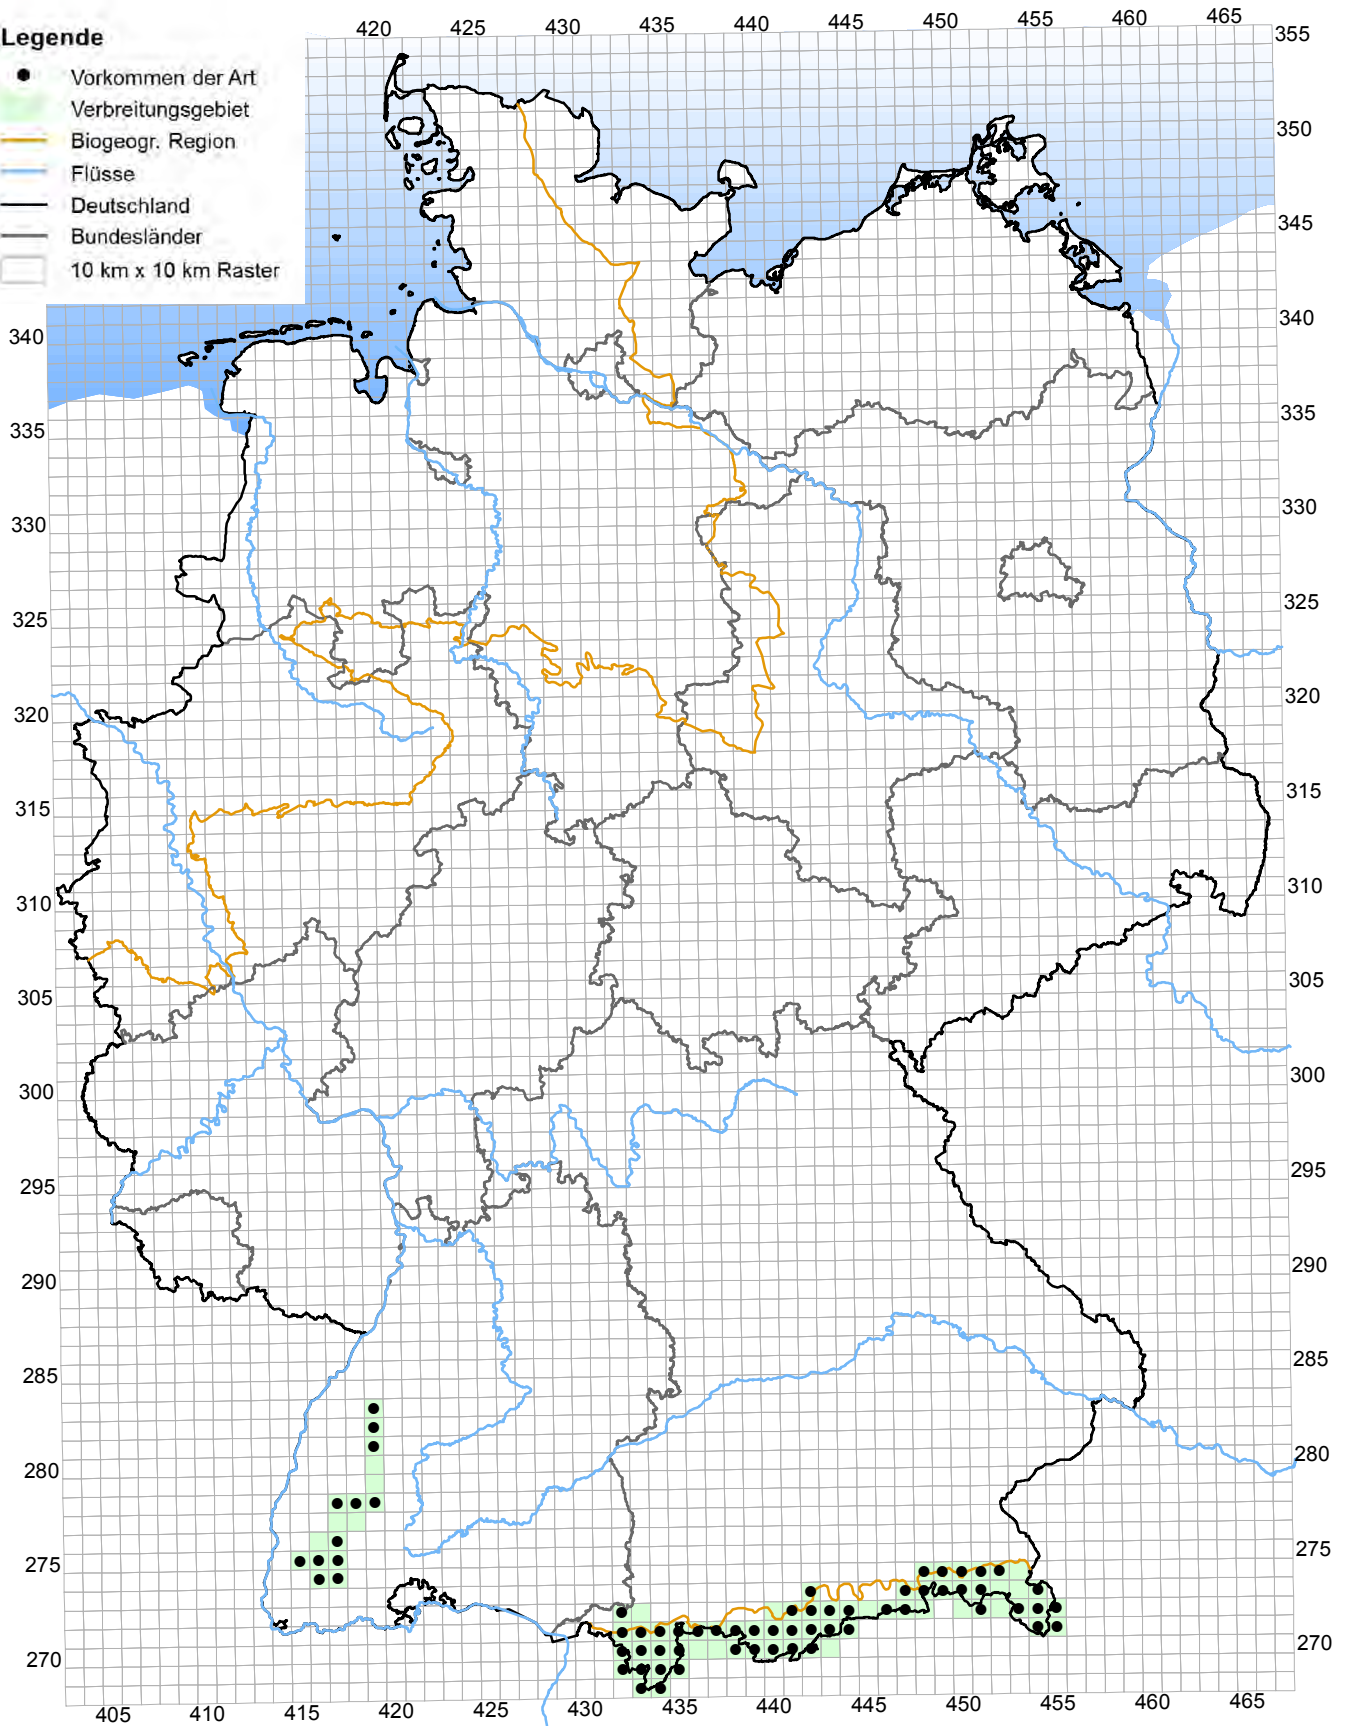 420 425 430 435 440 445 450 455 460 465
355
Legende
Vorkommen der Art
Verbreitungsgebiet
Biogeogr. Region
Flüsse
Deutschland
Bundesländer
10 km x 10 km Raster
350
345
340 340
335 335
330 330
325 325
320 320
315 315
310 310
305 305
300 300
295 295
290 290
285 285
280 280
275 275
270 270
405 410 415 420 425 430 435 440 445 450 455 460 465